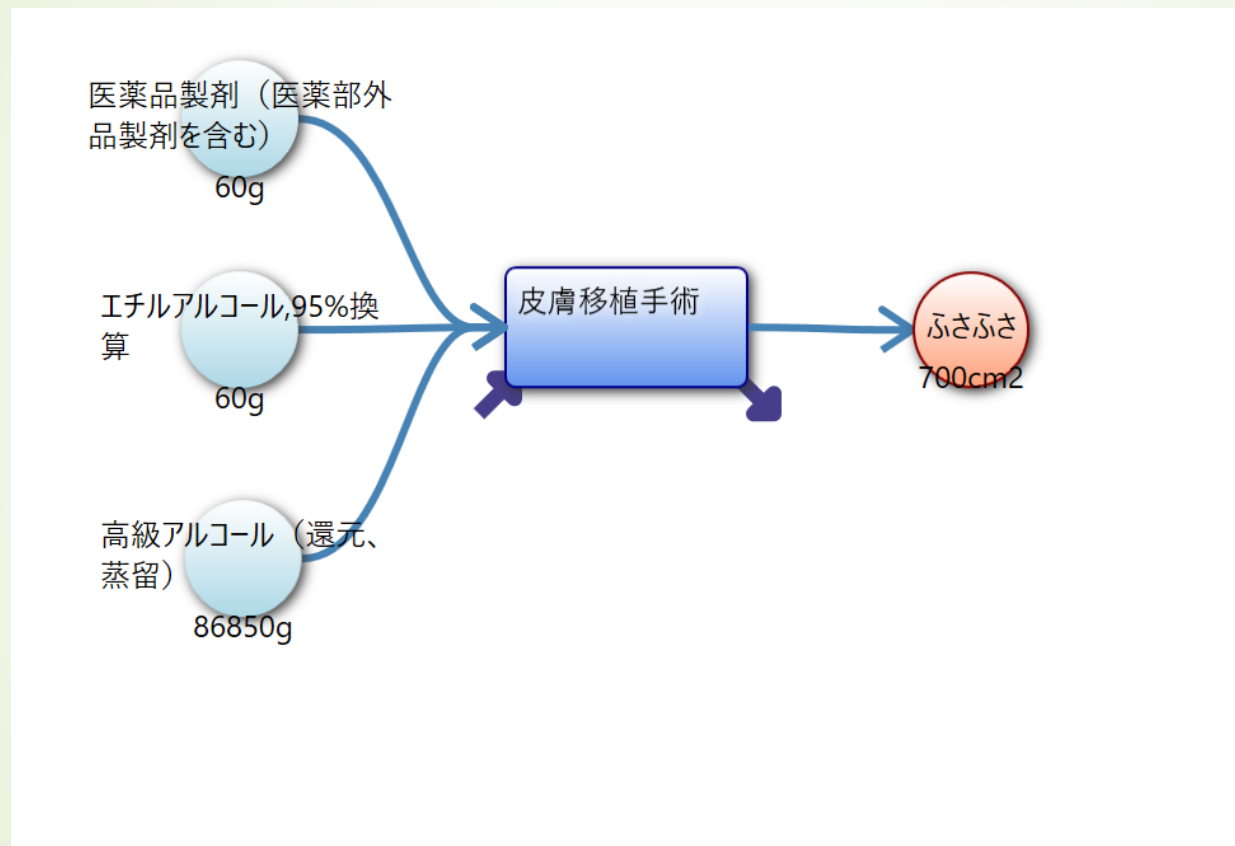 医薬品製剤（医薬部外
品製剤を含む）
60g
エチルアルコール,95%換
算
60g
高級アルコール（還元、
蒸留）
86850g
皮膚移植手術
ふさふさ
700cm2